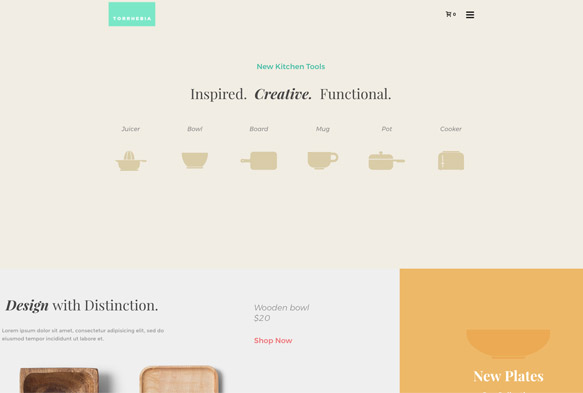 TOORNERIA
0
New Kitchen Tools
Inspired. Creative. Functional.
Juicer Bowl Board Mug Pot Cooker
Design with Distinction.
Lorem ipsum dolor sit amet, consectetur adipisicing elit, sed do
eiusmod tempor incididunt ut labore et.
Wooden bowl
$20
Shop Now
New Plates